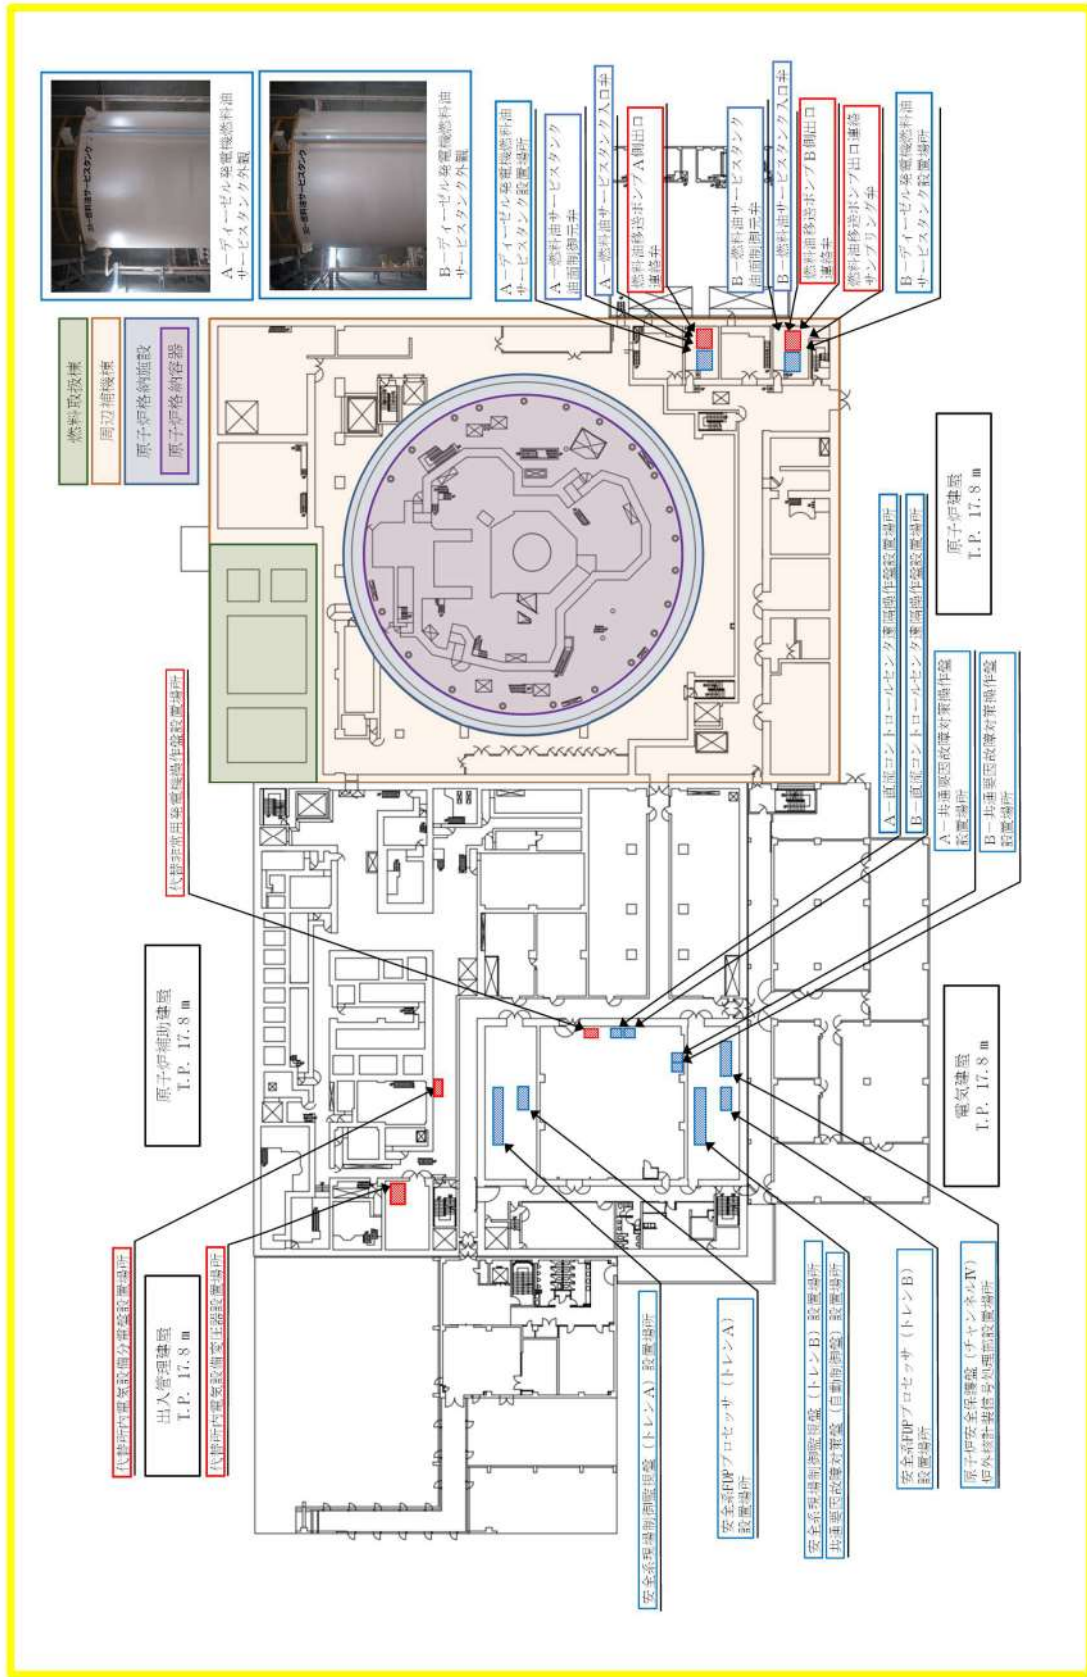 燃料取扱棟
周辺補機棟
原子炉格納施設
原子炉格納容器
3A-燃料油サービスタンク
A-ディーゼル発電機燃料油
サービスタンク外観
B-ディーゼル発電機燃料油
サービスタンク外観
A-ディーゼル発電機燃料油
サービスタンク設置場所
A-燃料油サービスタンク
油面制御元弁
A-燃料油サービスタンク入口弁
燃料油移送ポンプA側出口
連絡弁
B-燃料油サービスタンク
油面制御元弁
B-燃料油サービスタンク入口弁
燃料油移送ポンプB側出口
連絡弁
燃料油移送ポンプ出口連絡
サンプリング弁
B-ディーゼル発電機燃料油
サービスタンク設置場所
代替非常用発電機操作盤設置場所
原子炉補助建屋
T.P. 17.8 m
代替所内電気設備分電盤設置場所
出入管理建屋
T.P. 17.8 m
代替所内電気設備変圧器設置場所
原子炉建屋
T.P. 17.8 m
A-直流コントロールセンタ遠隔操作盤設置場所
B-直流コントロールセンタ遠隔操作盤設置場所
A-共通要因故障対策操作盤
設置場所
B-共通要因故障対策操作盤
設置場所
電気建屋
T.P. 17.8 m
安全系現場制御監視盤（トレンA）設置場所
安全系FDPプロセッサ（トレンA）
設置場所
安全系現場制御監視盤（トレンB）設置場所
共通要因故障対策盤（自動制御盤）設置場所
安全系FDPプロセッサ（トレンB）
設置場所
原子炉安全保護盤（チャンネルⅣ）
炉外核計装信号処理部設置場所